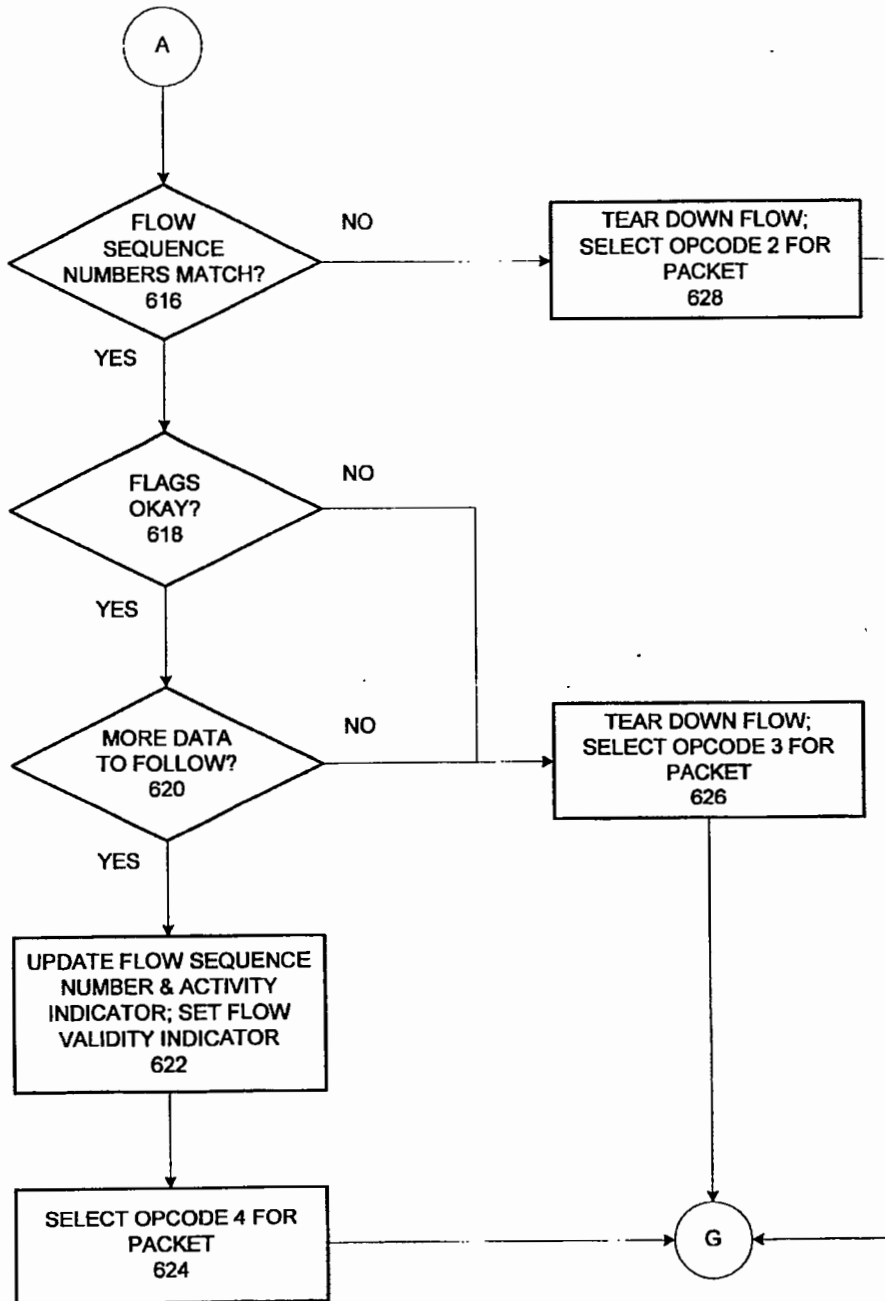 A
FLOW
SEQUENCE
NUMBERS MATCH?
616
NO
TEAR DOWN FLOW;
SELECT OPCODE 2 FOR
PACKET
628
YES
FLAGS
OKAY?
618
NO
YES
MORE DATA
TO FOLLOW?
620
NO
TEAR DOWN FLOW;
SELECT OPCODE 3 FOR
PACKET
626
YES
UPDATE FLOW SEQUENCE
NUMBER & ACTIVITY
INDICATOR; SET FLOW
VALIDITY INDICATOR
622
SELECT OPCODE 4 FOR
PACKET
624
G